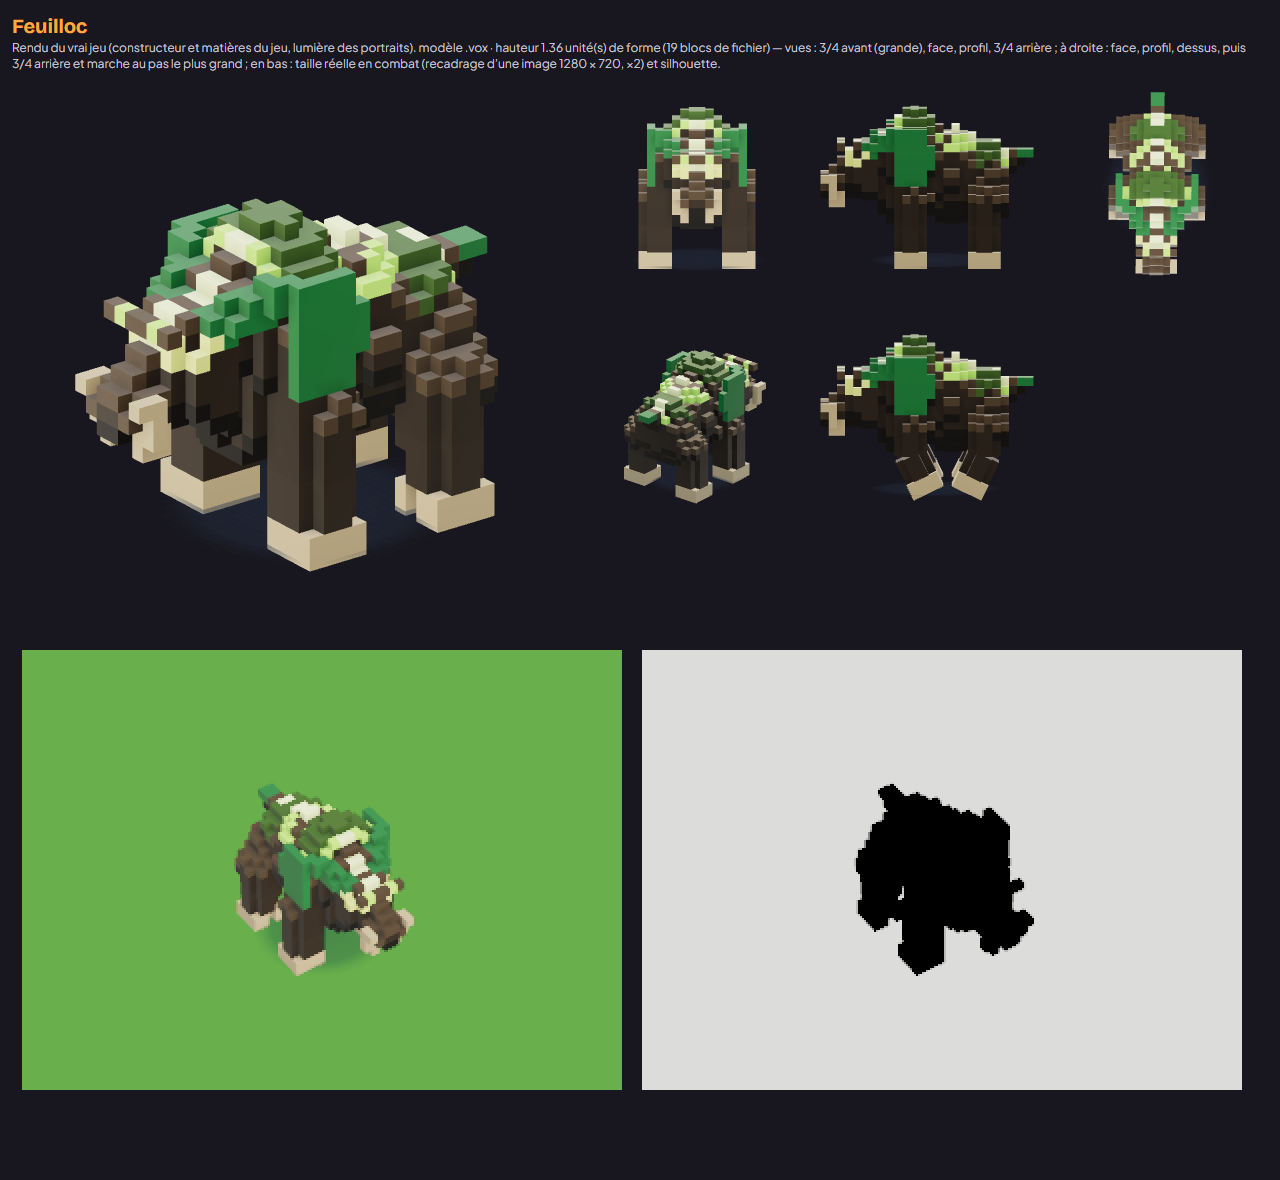 Feuilloc
Rendu du vrai jeu (constructeur et matières du jeu, lumière des portraits). modèle .vox · hauteur 1.36 unité(s) de forme (19 blocs de fichier) — vues : 3/4 avant (grande), face, profil, 3/4 arrière ; à droite : face, profil, dessus, puis
3/4 arrière et marche au pas le plus grand ; en bas : taille réelle en combat (recadrage d’une image 1280 × 720, ×2) et silhouette.